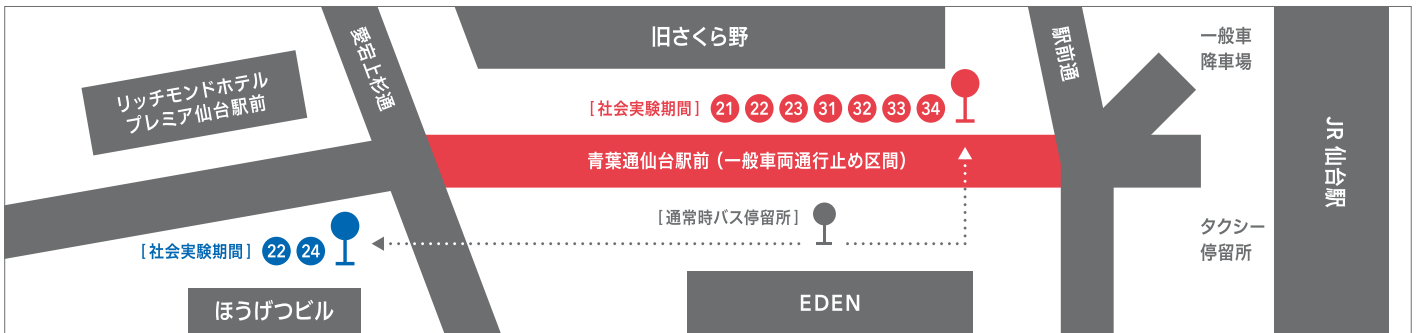 旧さくら野
愛宕上杉通
駅前通
一般車
降車場
リッチモンドホテル
プレミア仙台駅前
[社会実験期間] 21 22 23 31 32 33 34
JR 仙台駅
青葉通仙台駅前（一般車両通行止め区間）
[通常時バス停留所]
タクシー
停留所
[社会実験期間] 22 24
ほうげつビル
EDEN